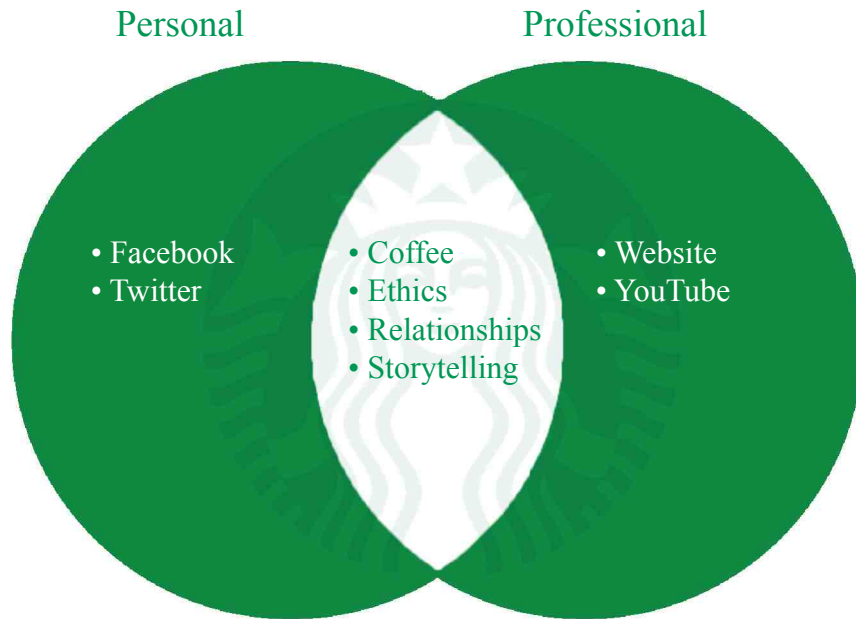 Personal
Professional
• Facebook
• Twitter
• Coffee
• Ethics
• Relationships
• Storytelling
• Website
• YouTube